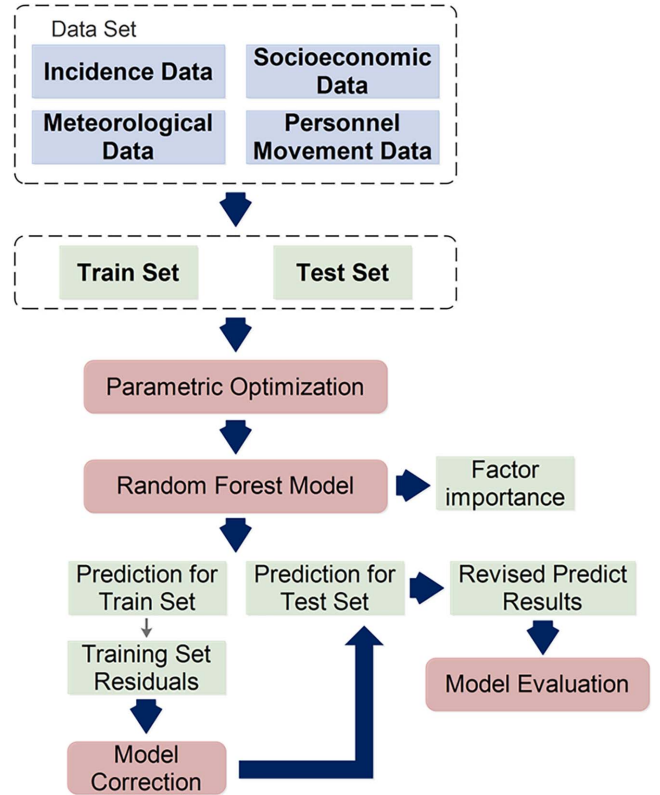 Data Set
Incidence Data
Socioeconomic
Data
Meteorological
Data
Personnel
Movement Data
Train Set
Test Set
Parametric Optimization
Random Forest Model
Factor
importance
Prediction for
Train Set
Prediction for
Test Set
Revised Predict
Results
Training Set
Residuals
Model Evaluation
Model
Correction